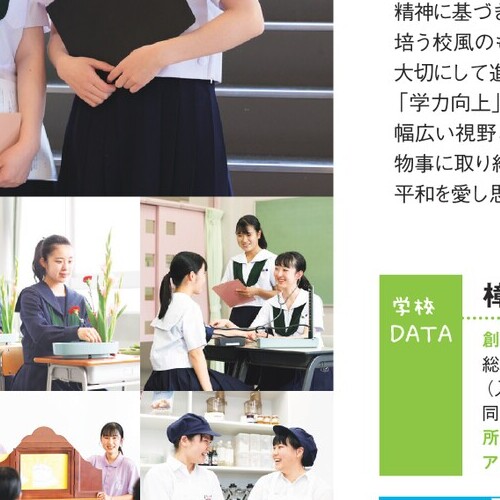 精神に基づき
培う校風のも
大切にして進
「学力向上」
幅広い視野
物事に取り組
平和を愛し思
学校
DATA
樟
創
総
（入
同
所
ア